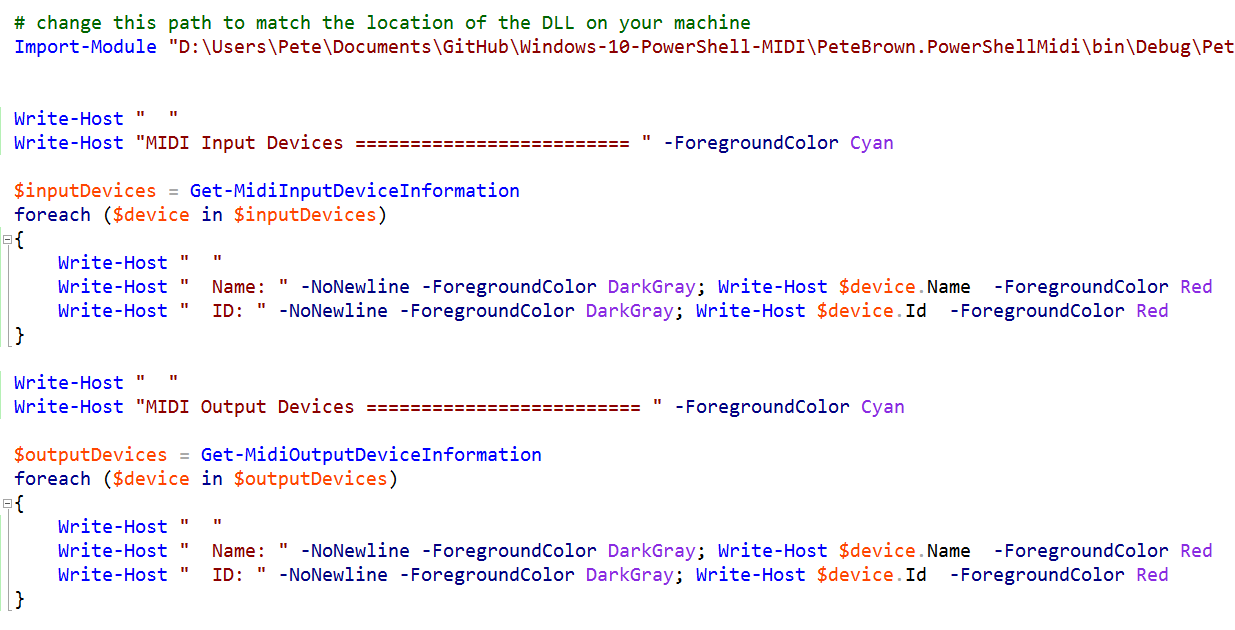 # change this path to match the location of the DLL on your machine
Import-Module "D:\Users\Pete\Documents\GitHub\Windows-10-PowerShell-MIDI\PeteBrown.PowerShellMidi\bin\Debug\Pet
Write-Host "  "
Write-Host "MIDI Input Devices ========================= " -ForegroundColor Cyan
$inputDevices = Get-MidiInputDeviceInformation
foreach ($device in $inputDevices)
{
    Write-Host "  "
    Write-Host "  Name: " -NoNewline -ForegroundColor DarkGray; Write-Host $device.Name  -ForegroundColor Red
    Write-Host "  ID: " -NoNewline -ForegroundColor DarkGray; Write-Host $device.Id  -ForegroundColor Red
}
Write-Host "  "
Write-Host "MIDI Output Devices ========================= " -ForegroundColor Cyan
$outputDevices = Get-MidiOutputDeviceInformation
foreach ($device in $outputDevices)
{
    Write-Host "  "
    Write-Host "  Name: " -NoNewline -ForegroundColor DarkGray; Write-Host $device.Name  -ForegroundColor Red
    Write-Host "  ID: " -NoNewline -ForegroundColor DarkGray; Write-Host $device.Id  -ForegroundColor Red
}